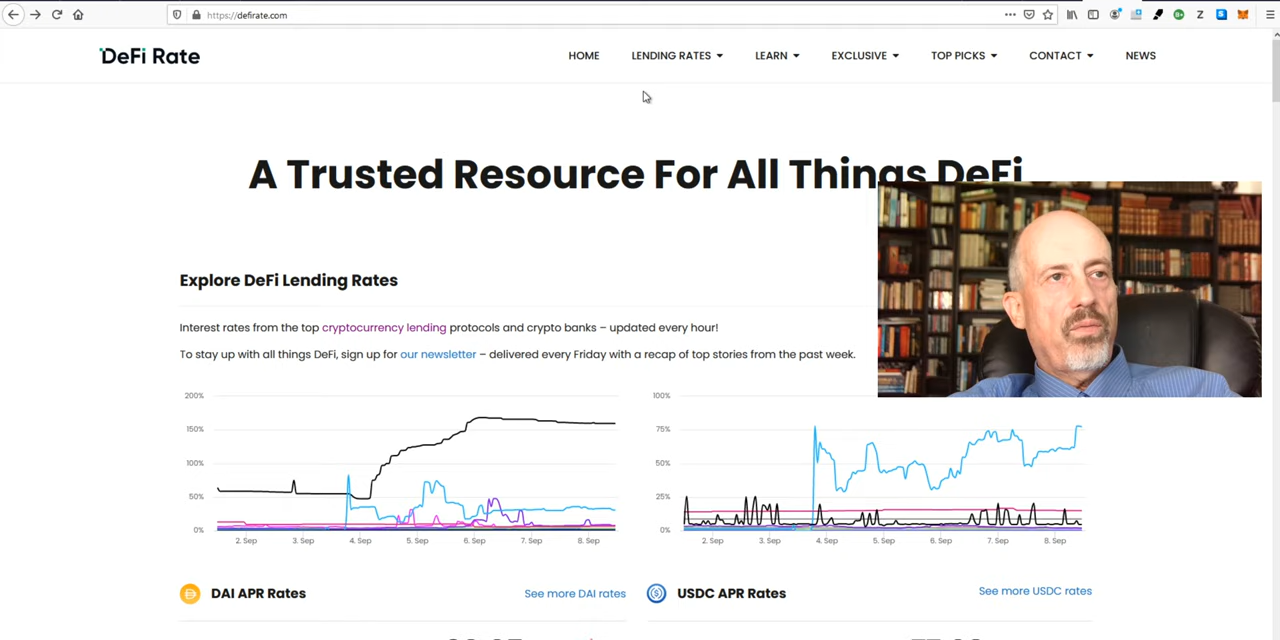 https://defirate.com
DeFi Rate
HOME
LENDING RATES
LEARN
EXCLUSIVE
TOP PICKS
CONTACT
NEWS
A Trusted Resource For All Things DeFi
Explore DeFi Lending Rates
Interest rates from the top cryptocurrency lending protocols and crypto banks – updated every hour!
To stay up with all things DeFi, sign up for our newsletter – delivered every Friday with a recap of top stories from the past week.
200%
150%
100%
50%
0%
2. Sep
3. Sep
4. Sep
5. Sep
6. Sep
7. Sep
8. Sep
100%
75%
50%
25%
0%
2. Sep
3. Sep
4. Sep
5. Sep
6. Sep
7. Sep
8. Sep
DAI APR Rates
See more DAI rates
USDC APR Rates
See more USDC rates